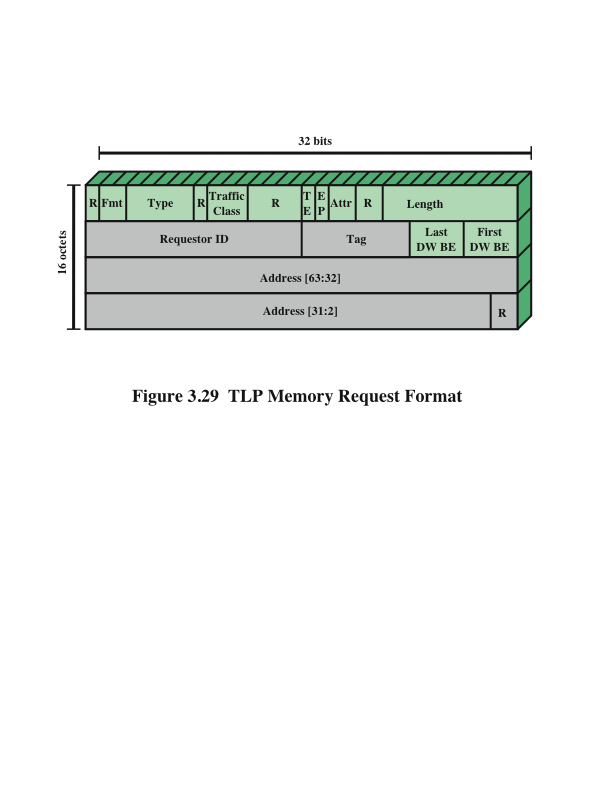 32 bits
16 octets
R Fmt Type R Traffic Class R T E E P Attr R Length
Requestor ID Tag Last DW BE First DW BE
Address [63:32]
Address [31:2] R
Figure 3.29 TLP Memory Request Format